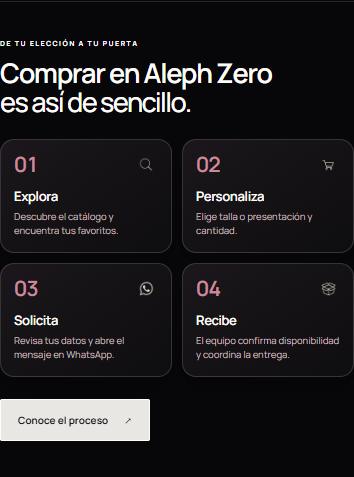 DE TU ELECCIÓN A TU PUERTA
Comprar en Aleph Zero
es así de sencillo.
01
Explora
Descubre el catálogo y
encuentra tus favoritos.
02
Personaliza
Elige talla o presentación y
cantidad.
03
Solicita
Revisa tus datos y abre el
mensaje en WhatsApp.
04
Recibe
El equipo confirma disponibilidad
y coordina la entrega.
Conoce el proceso ↗